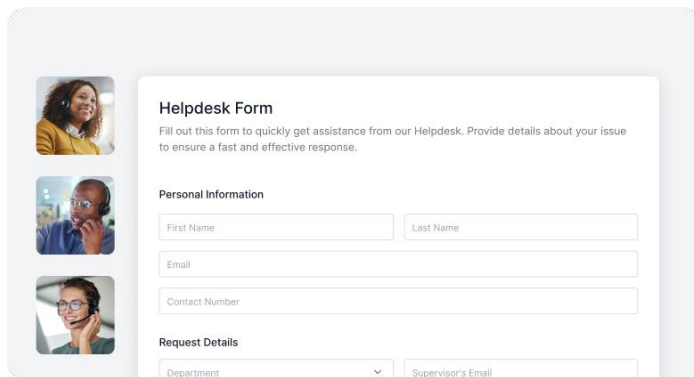 Helpdesk Form
Fill out this form to quickly get assistance from our Helpdesk. Provide details about your issue
to ensure a fast and effective response.
Personal Information
First Name
Last Name
Email
Contact Number
Request Details
Department
Supervisor's Email